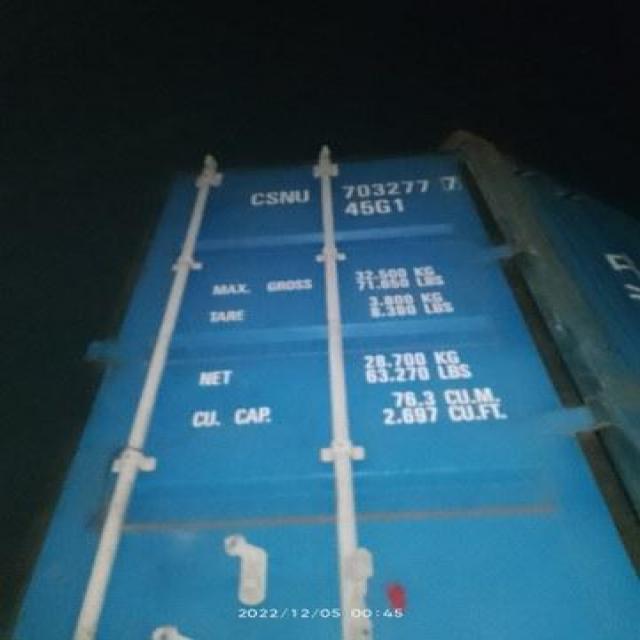 CSNU 703277 7
45G1
MAX. GROSS 32.500 KG
71.650 LBS
TARE 3.800 KG
8.380 LBS
NET 28.700 KG
63.270 LBS
CU. CAP. 76.3 CU.M.
2.697 CU.FT.
2022/12/05 00:45